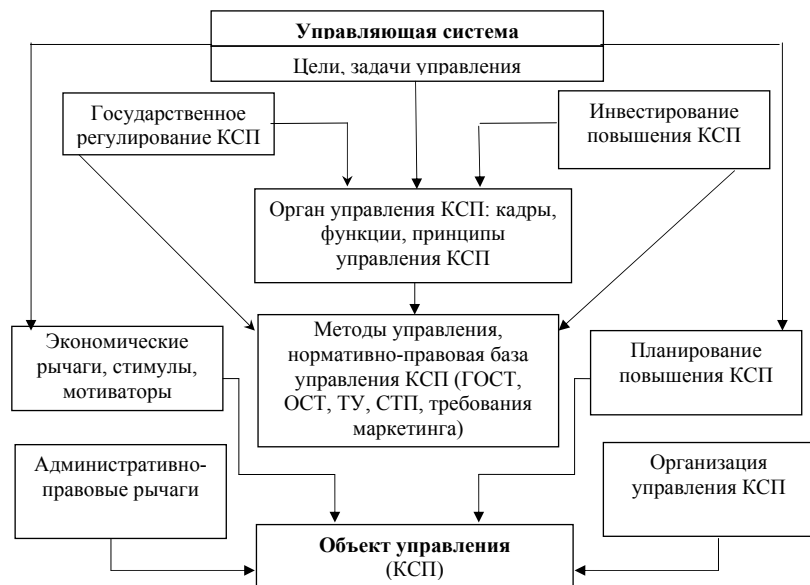 Управляющая система
Цели, задачи управления
Государственное
регулирование КСП
Инвестирование
повышения КСП
Орган управления КСП: кадры,
функции, принципы
управления КСП
Экономические
рычаги, стимулы,
мотиваторы
Методы управления,
нормативно-правовая база
управления КСП (ГОСТ,
ОСТ, ТУ, СТП, требования
маркетинга)
Планирование
повышения КСП
Административно-
правовые рычаги
Организация
управления КСП
Объект управления
(КСП)